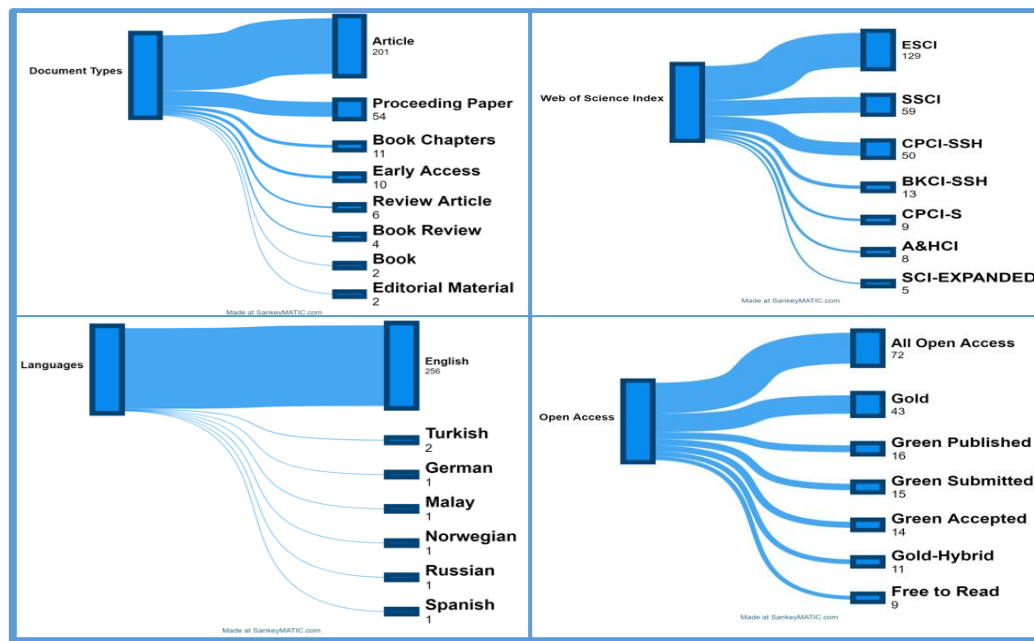 Document Types
Article
201
Proceeding Paper
54
Book Chapters
11
Early Access
10
Review Article
6
Book Review
4
Book
2
Editorial Material
2
Made at SankeyMATIC.com
Web of Science Index
ESCI
129
SSCI
59
CPCI-SSH
50
BKCI-SSH
13
CPCI-S
9
A&HCI
8
SCI-EXPANDED
5
Made at SankeyMATIC.com
Languages
English
256
Turkish
2
German
1
Malay
1
Norwegian
1
Russian
1
Spanish
1
Made at SankeyMATIC.com
Open Access
All Open Access
72
Gold
43
Green Published
16
Green Submitted
15
Green Accepted
14
Gold-Hybrid
11
Free to Read
9
Made at SankeyMATIC.com